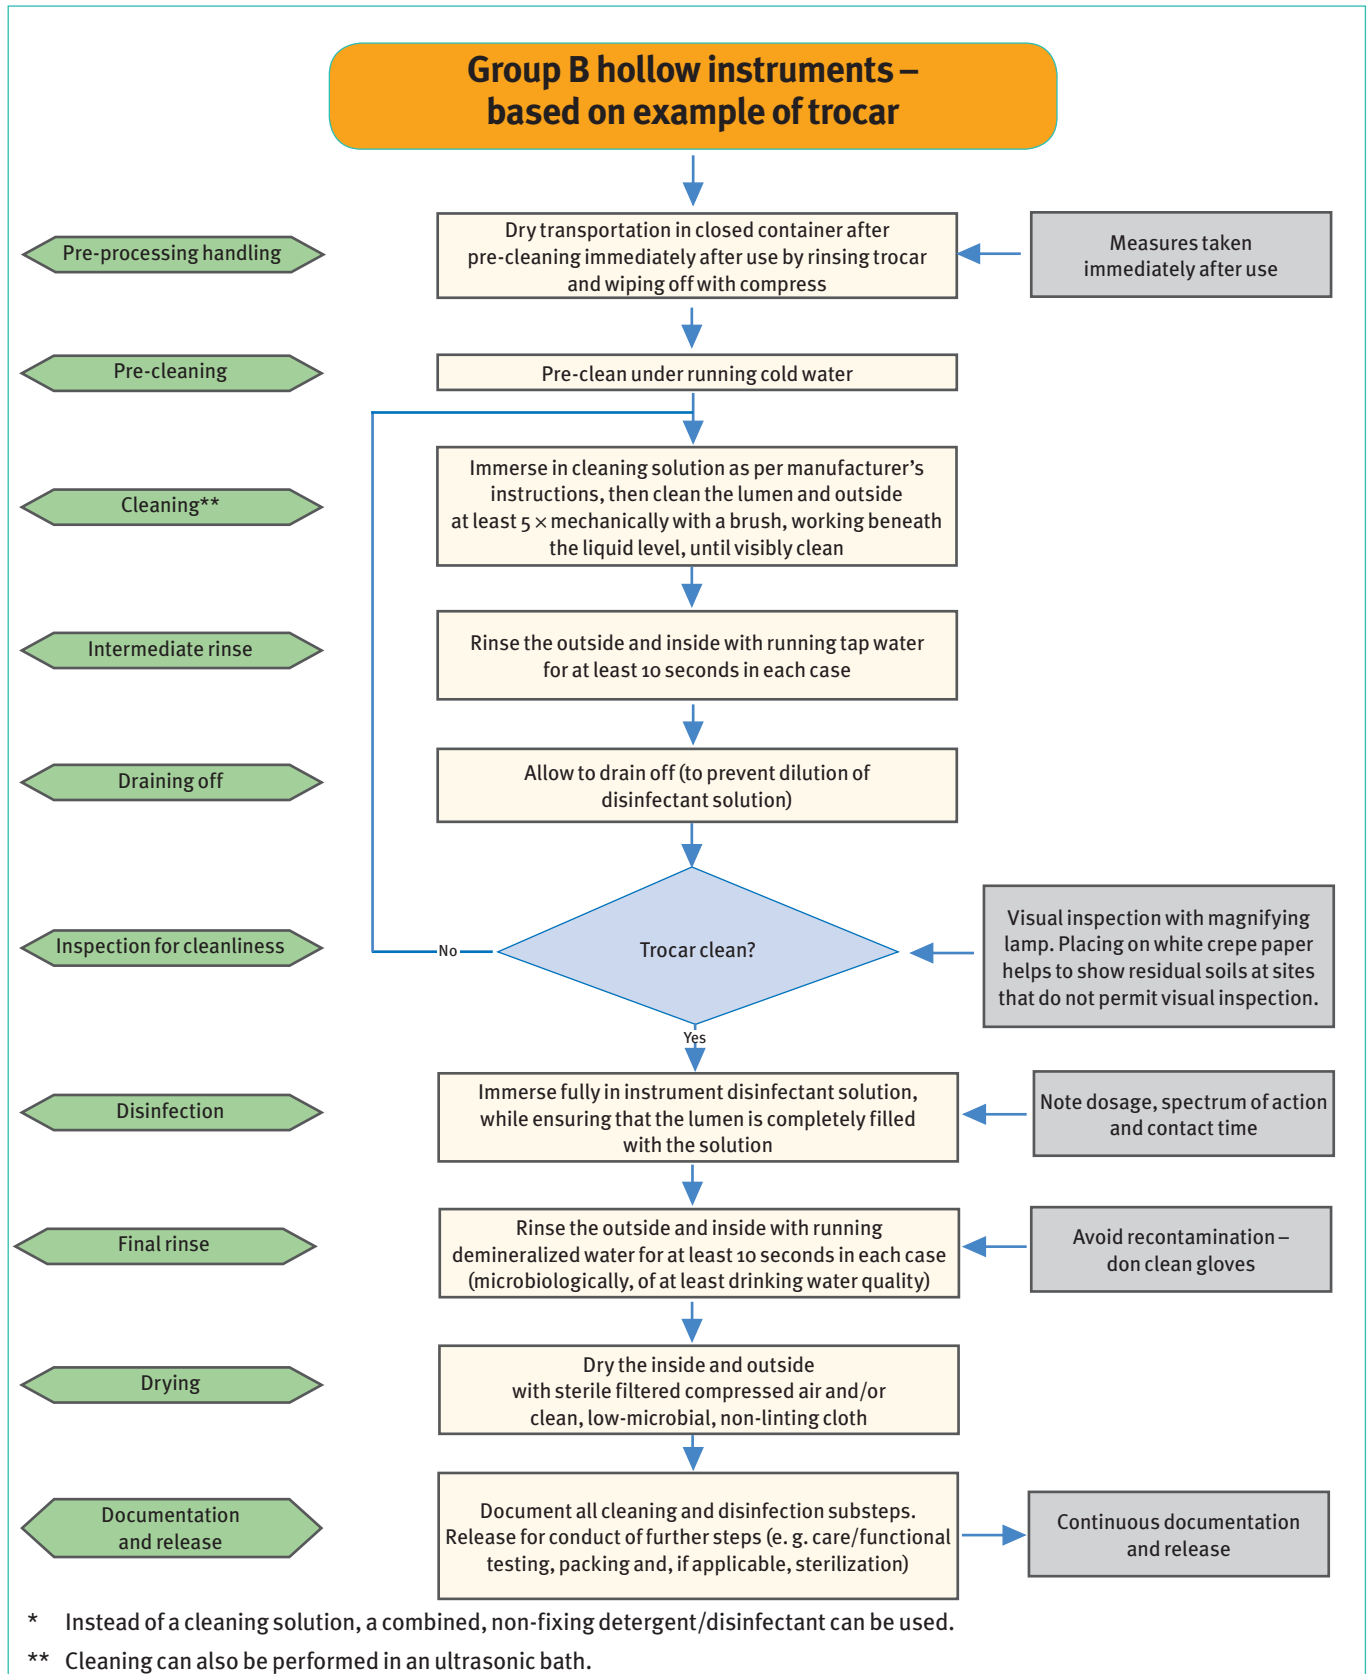 Group B hollow instruments –
based on example of trocar
Pre-processing handling
Dry transportation in closed container after
pre-cleaning immediately after use by rinsing trocar
and wiping off with compress
Measures taken
immediately after use
Pre-cleaning
Pre-clean under running cold water
Cleaning**
Immerse in cleaning solution as per manufacturer’s
instructions, then clean the lumen and outside
at least 5 × mechanically with a brush, working beneath
the liquid level, until visibly clean
Intermediate rinse
Rinse the outside and inside with running tap water
for at least 10 seconds in each case
Draining off
Allow to drain off (to prevent dilution of
disinfectant solution)
Inspection for cleanliness
No
Trocar clean?
Visual inspection with magnifying
lamp. Placing on white crepe paper
helps to show residual soils at sites
that do not permit visual inspection.
Yes
Disinfection
Immerse fully in instrument disinfectant solution,
while ensuring that the lumen is completely filled
with the solution
Note dosage, spectrum of action
and contact time
Final rinse
Rinse the outside and inside with running
demineralized water for at least 10 seconds in each case
(microbiologically, of at least drinking water quality)
Avoid recontamination –
don clean gloves
Drying
Dry the inside and outside
with sterile filtered compressed air and/or
clean, low-microbial, non-linting cloth
Documentation
and release
Document all cleaning and disinfection substeps.
Release for conduct of further steps (e. g. care/functional
testing, packing and, if applicable, sterilization)
Continuous documentation
and release
* Instead of a cleaning solution, a combined, non-fixing detergent/disinfectant can be used.
** Cleaning can also be performed in an ultrasonic bath.